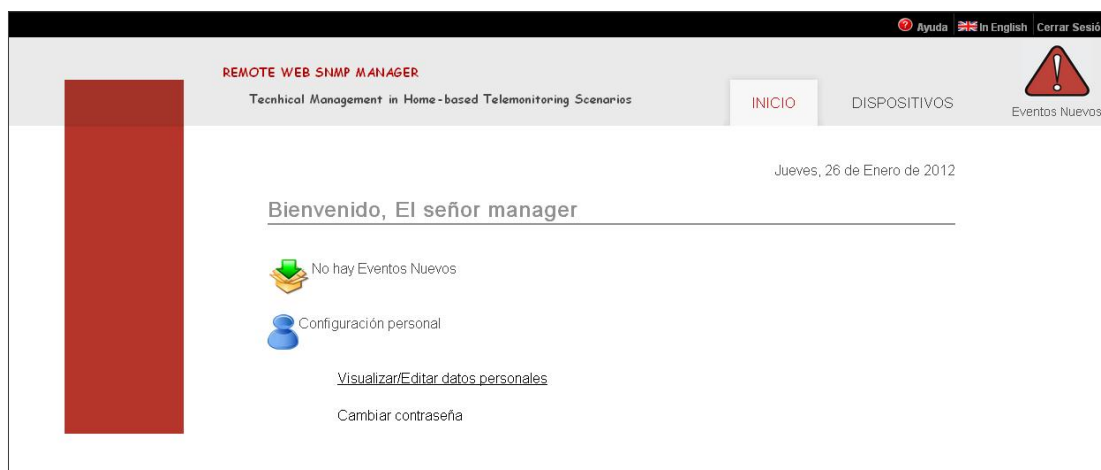 Ayuda In English Cerrar Sesió
REMOTE WEB SNMP MANAGER
Tecnhical Management in Home-based Telemonitoring Scenarios
INICIO DISPOSITIVOS
Eventos Nuevos
Jueves, 26 de Enero de 2012
Bienvenido, El señor manager
No hay Eventos Nuevos
Configuración personal
Visualizar/Editar datos personales
Cambiar contraseña